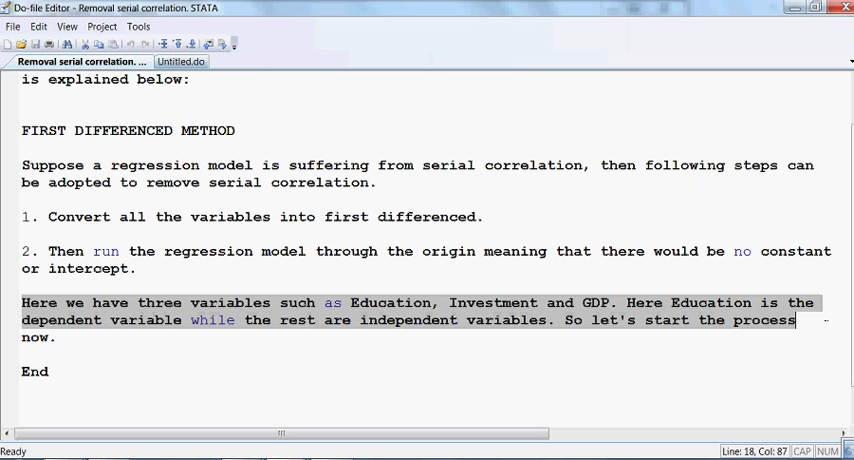 Do-file Editor - Removal serial correlation. STATA
File Edit View Project Tools
Removal serial correlation. ... Untitled.do
is explained below:
FIRST DIFFERENCED METHOD
Suppose a regression model is suffering from serial correlation, then following steps can
be adopted to remove serial correlation.
1. Convert all the variables into first differenced.
2. Then run the regression model through the origin meaning that there would be no constant
or intercept.
Here we have three variables such as Education, Investment and GDP. Here Education is the
dependent variable while the rest are independent variables. So let's start the process
now.
End
Ready Line: 18, Col: 87 CAP NUM